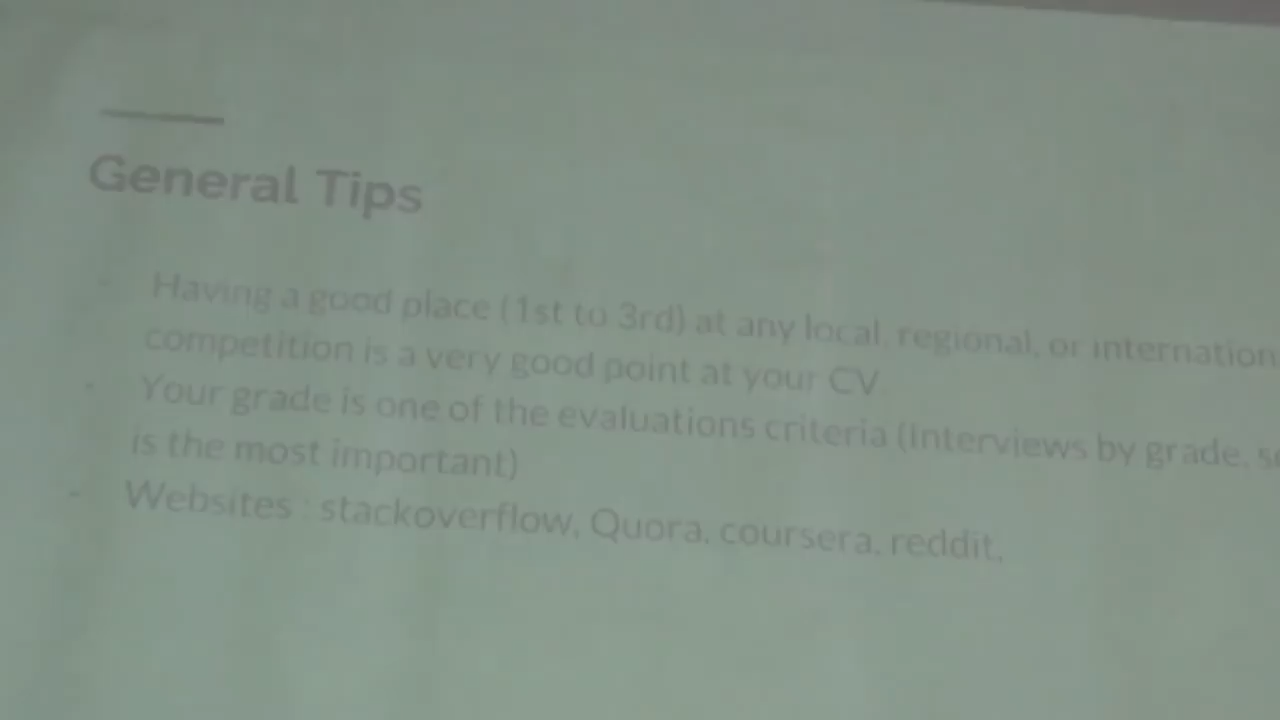 General Tips
- Having a good place (1st to 3rd) at any local, regional, or internation
competition is a very good point at your CV
- Your grade is one of the evaluations criteria (Interviews by grade,
is the most important)
- Websites : stackoverflow, Quora, coursera, reddit,